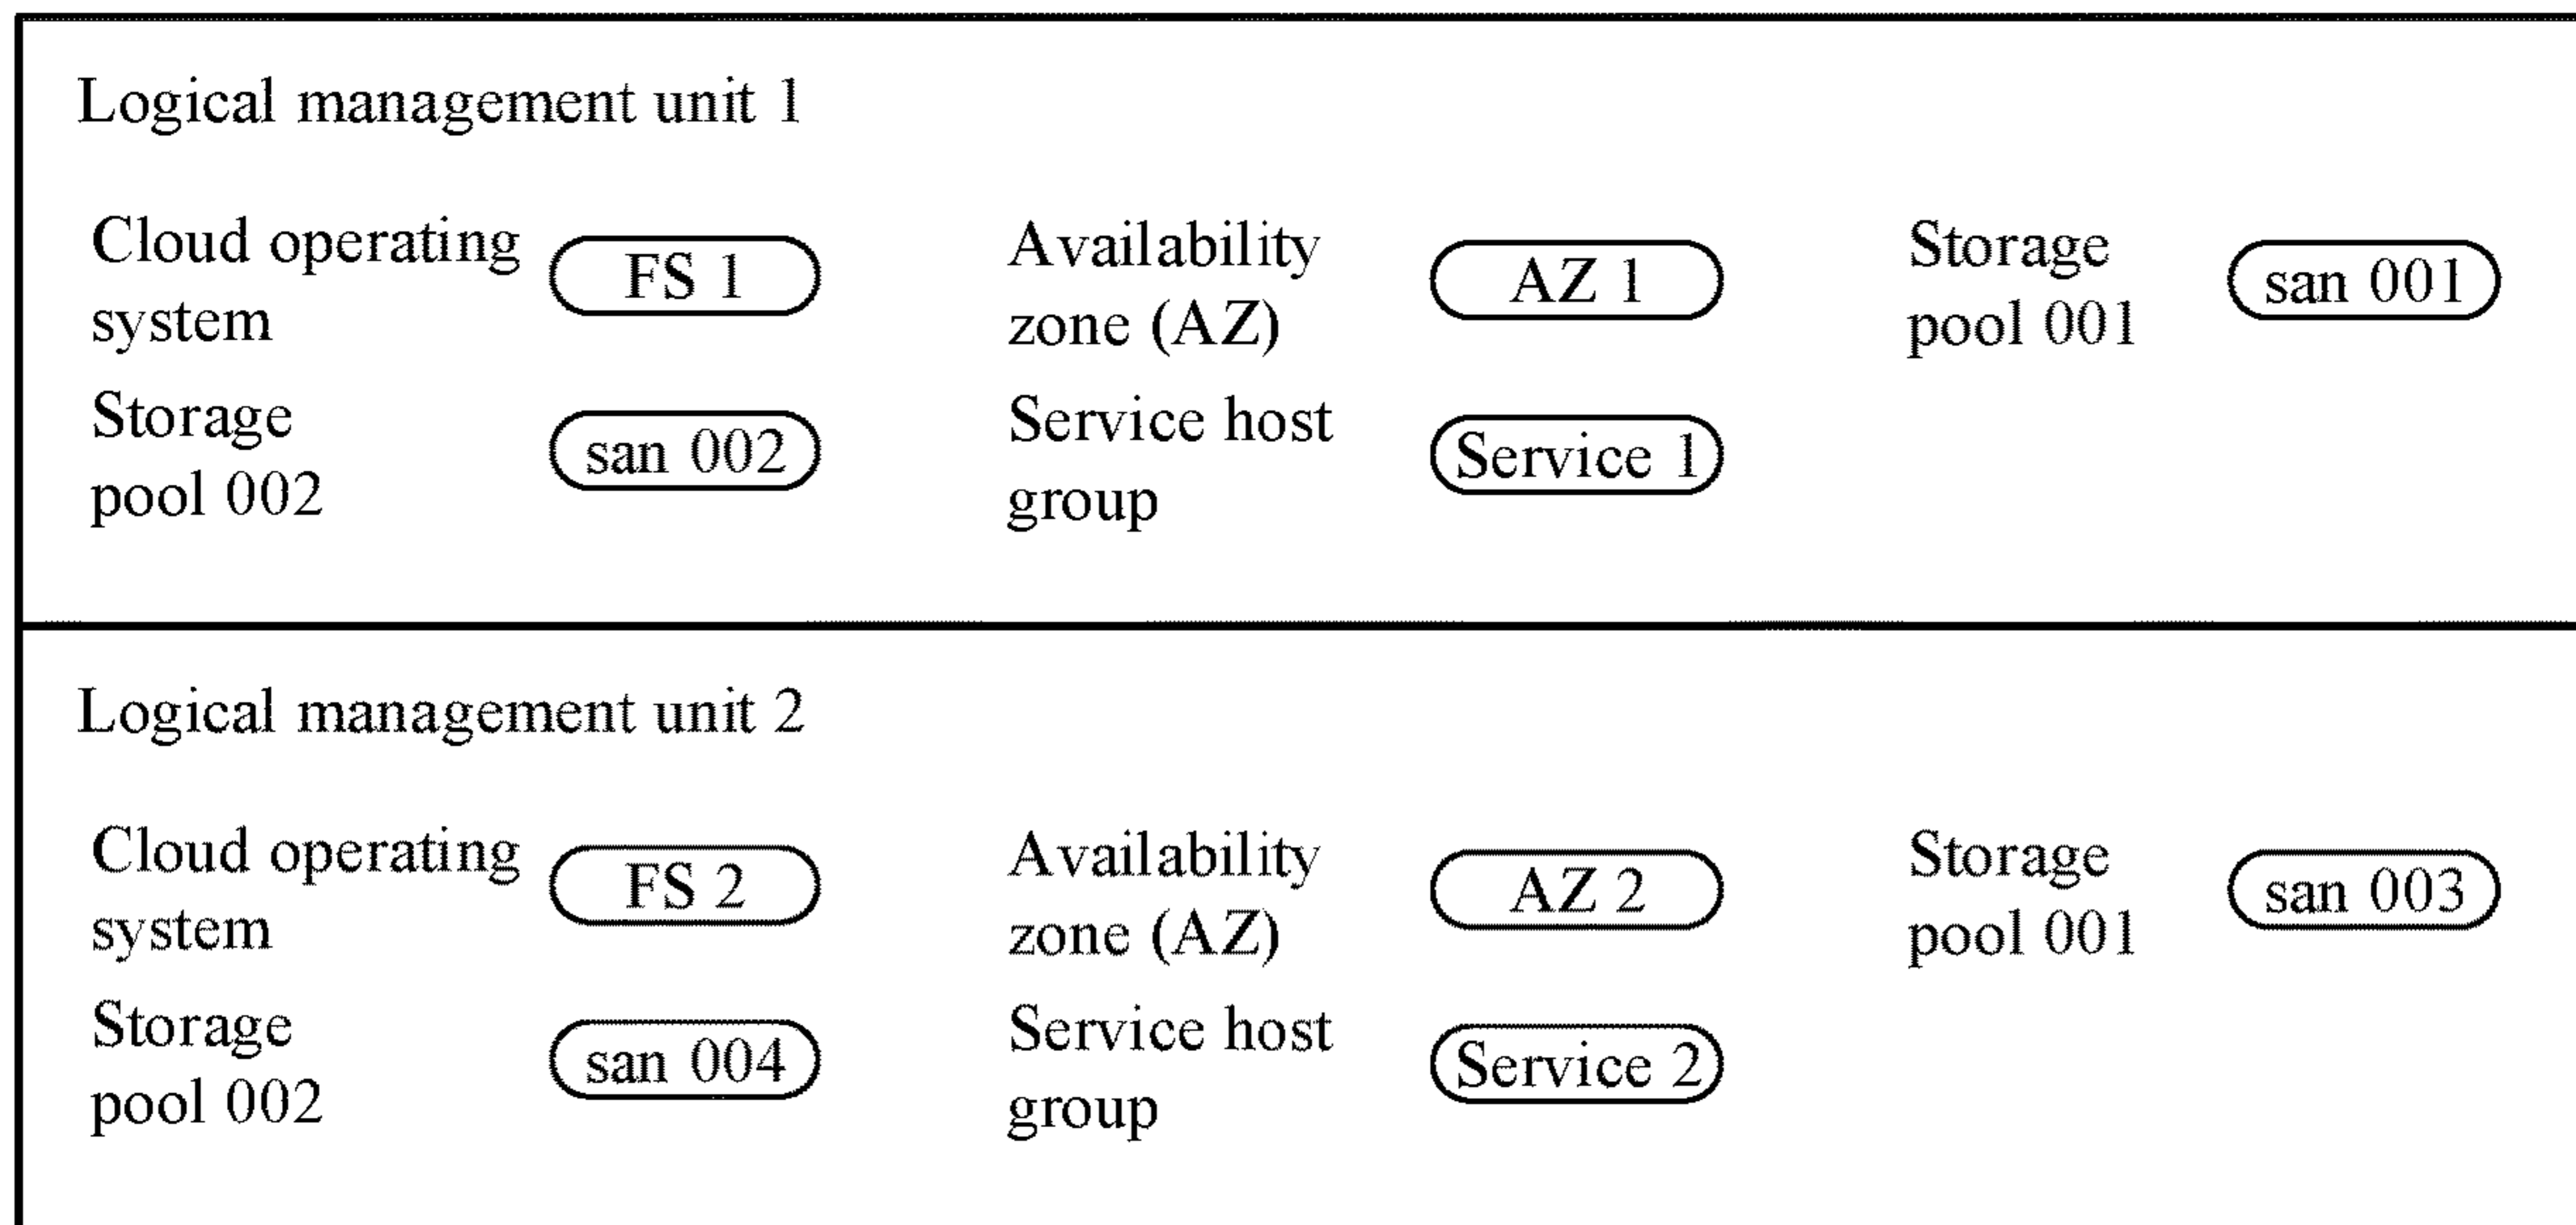 Logical management unit 1
Cloud operating
system
FS 1
Availability
zone (AZ)
AZ 1
Storage
pool 001
san 001
Storage
pool 002
san 002
Service host
group
Service 1
Logical management unit 2
Cloud operating
system
FS 2
Availability
zone (AZ)
AZ 2
Storage
pool 001
san 003
Storage
pool 002
san 004
Service host
group
Service 2